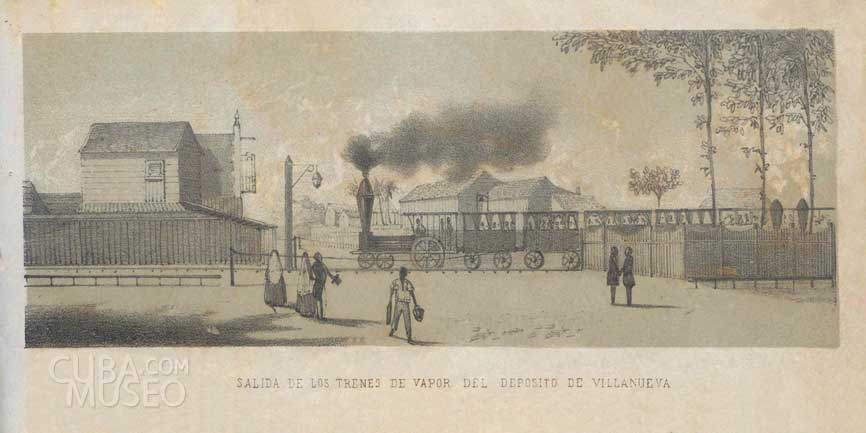 CUBA.COM
MUSEO
SALIDA DE LOS TRENES DE VAPOR DEL DEPOSITO DE VILLANUEVA